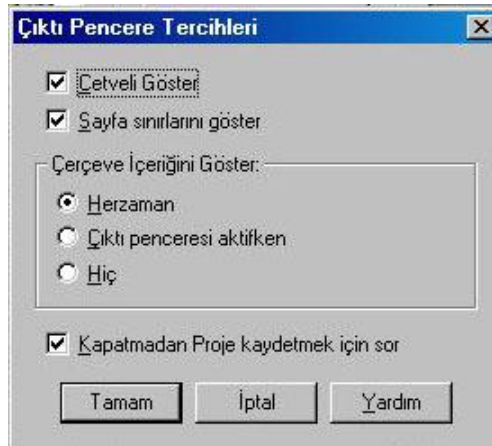 Çıktı Pencere Tercihleri
Cetveli Göster
Sayfa sınırlarını göster
Çerçeve İçeriğini Göster:
Herzaman
Çıktı penceresi aktifken
Hiç
Kapatmadan Proje kaydetmek için sor
Tamam İptal Yardım